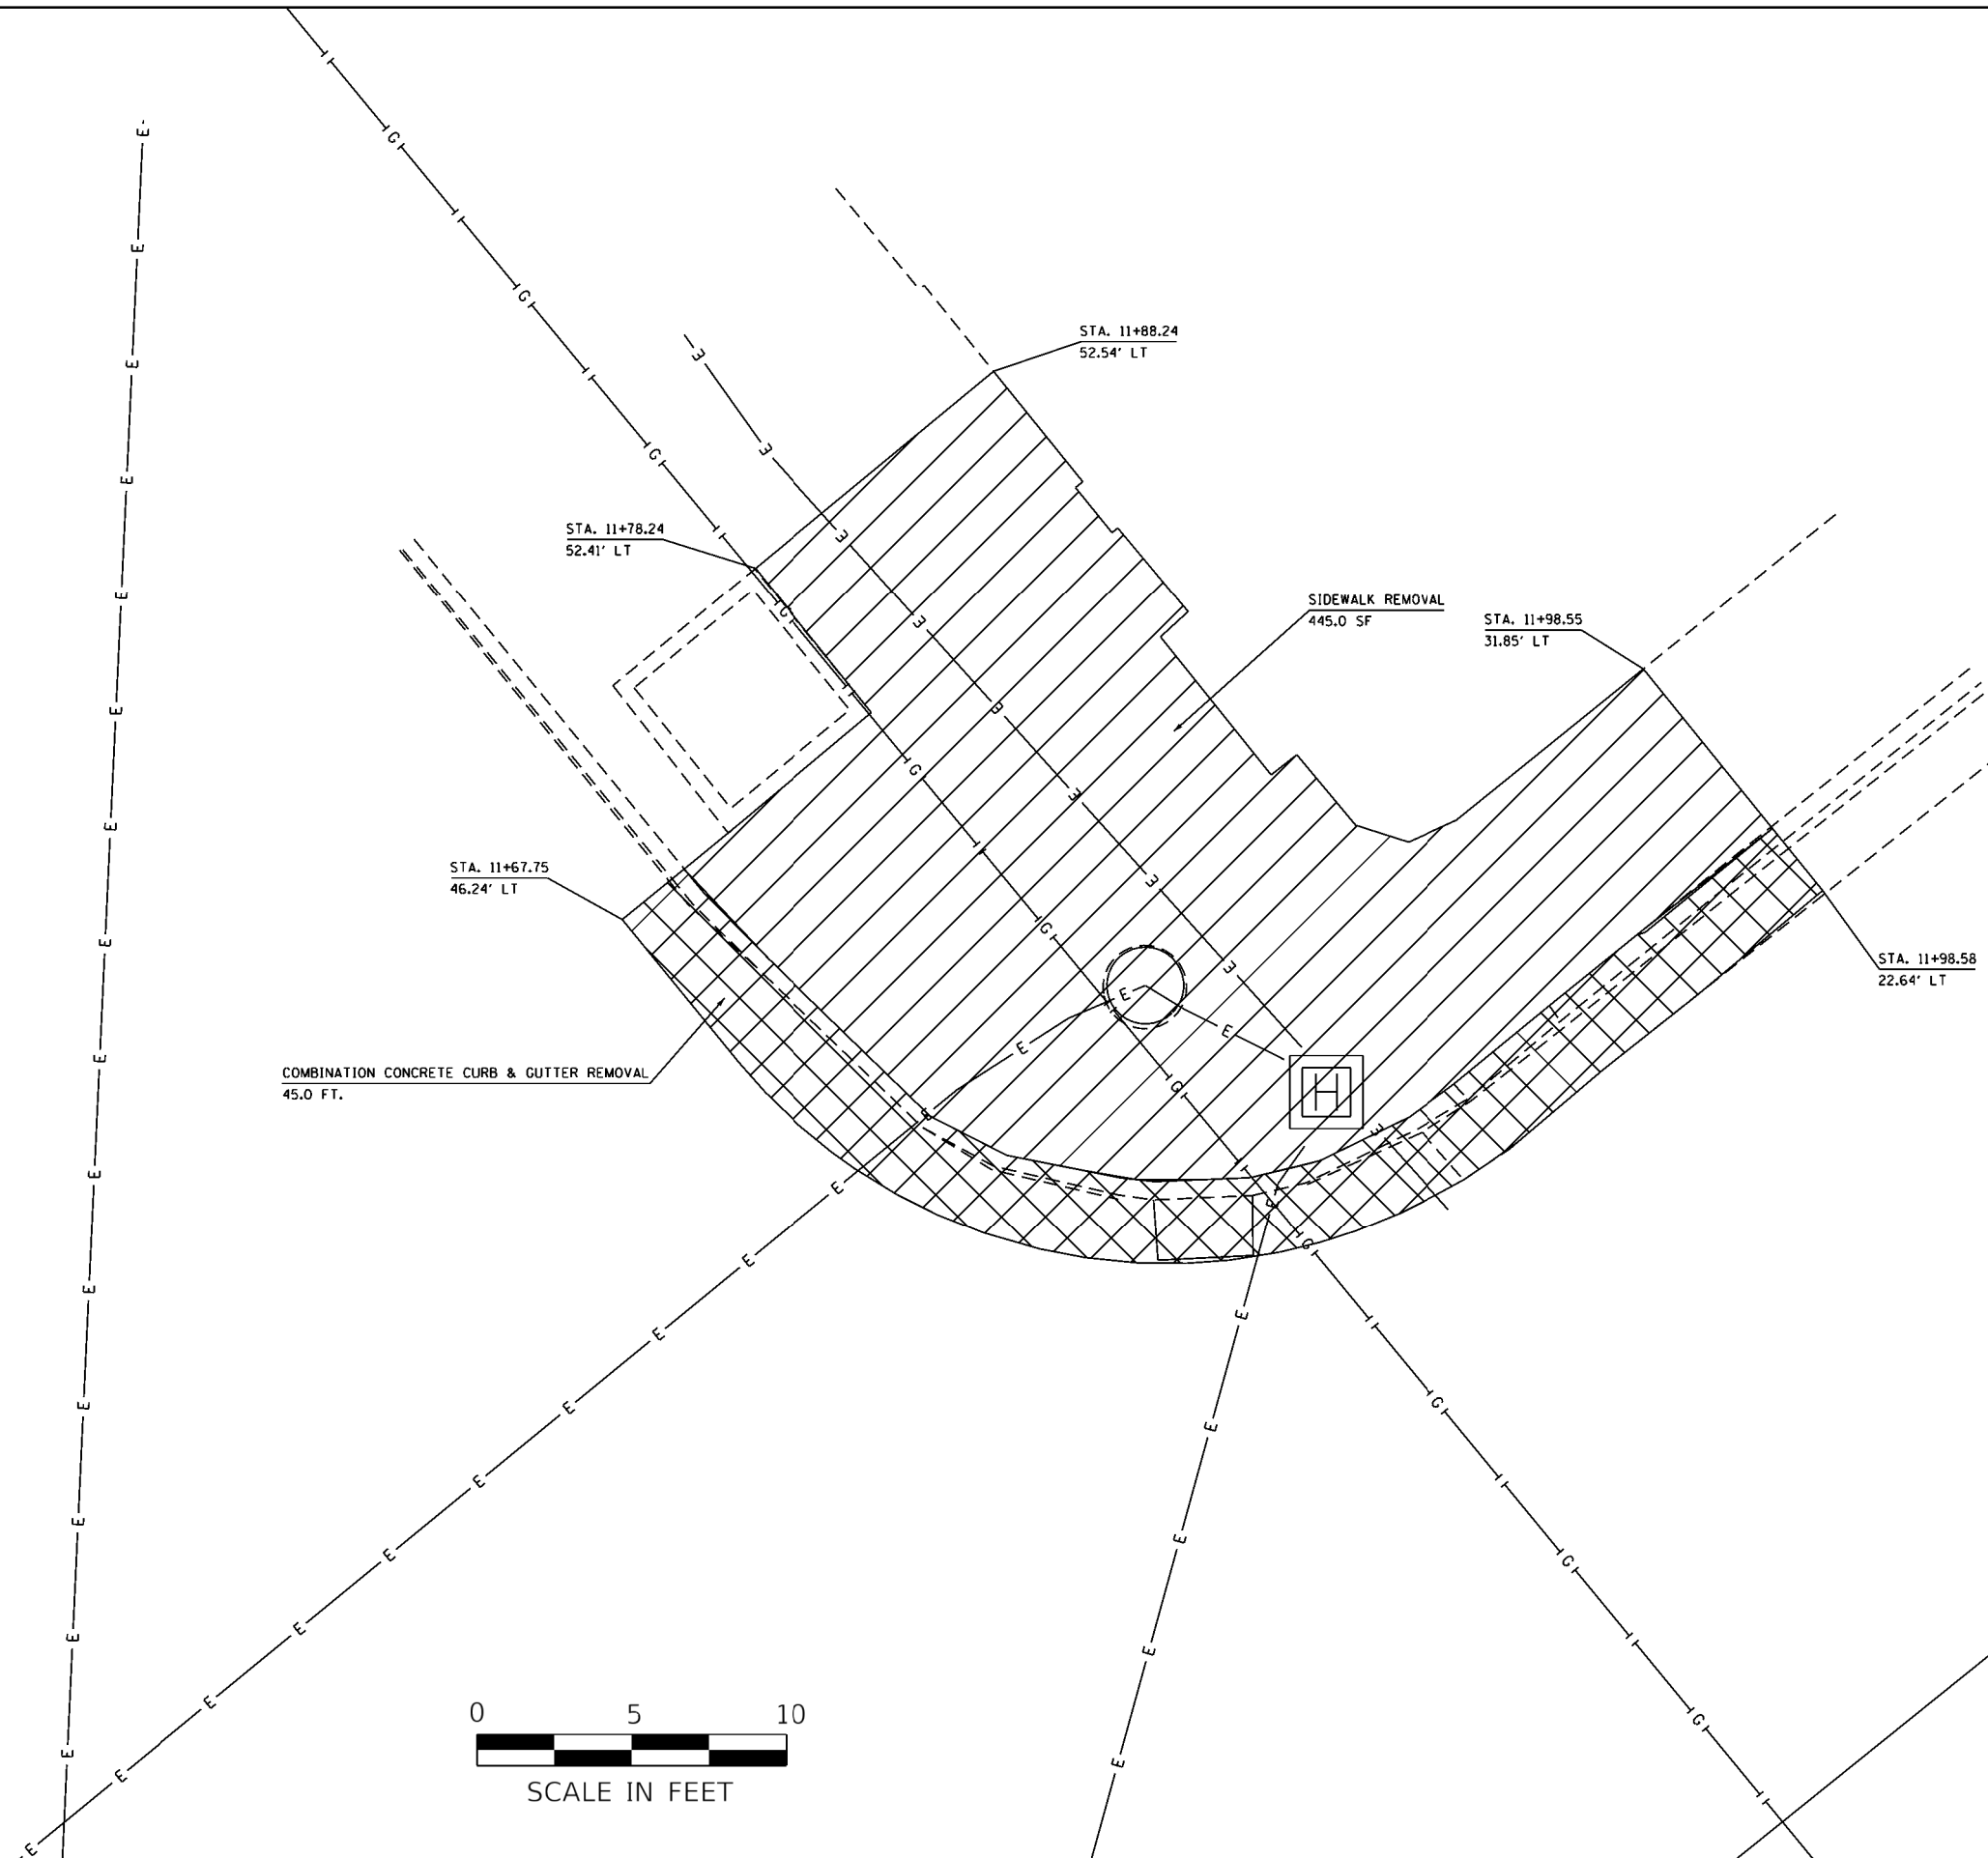 STA. 11+88.24
52.54' LT
STA. 11+78.24
52.41' LT
SIDEWALK REMOVAL
445.0 SF
STA. 11+98.55
31.85' LT
STA. 11+67.75
46.24' LT
STA. 11+98.58
22.64' LT
COMBINATION CONCRETE CURB & GUTTER REMOVAL
45.0 FT.
H
0 5 10
SCALE IN FEET